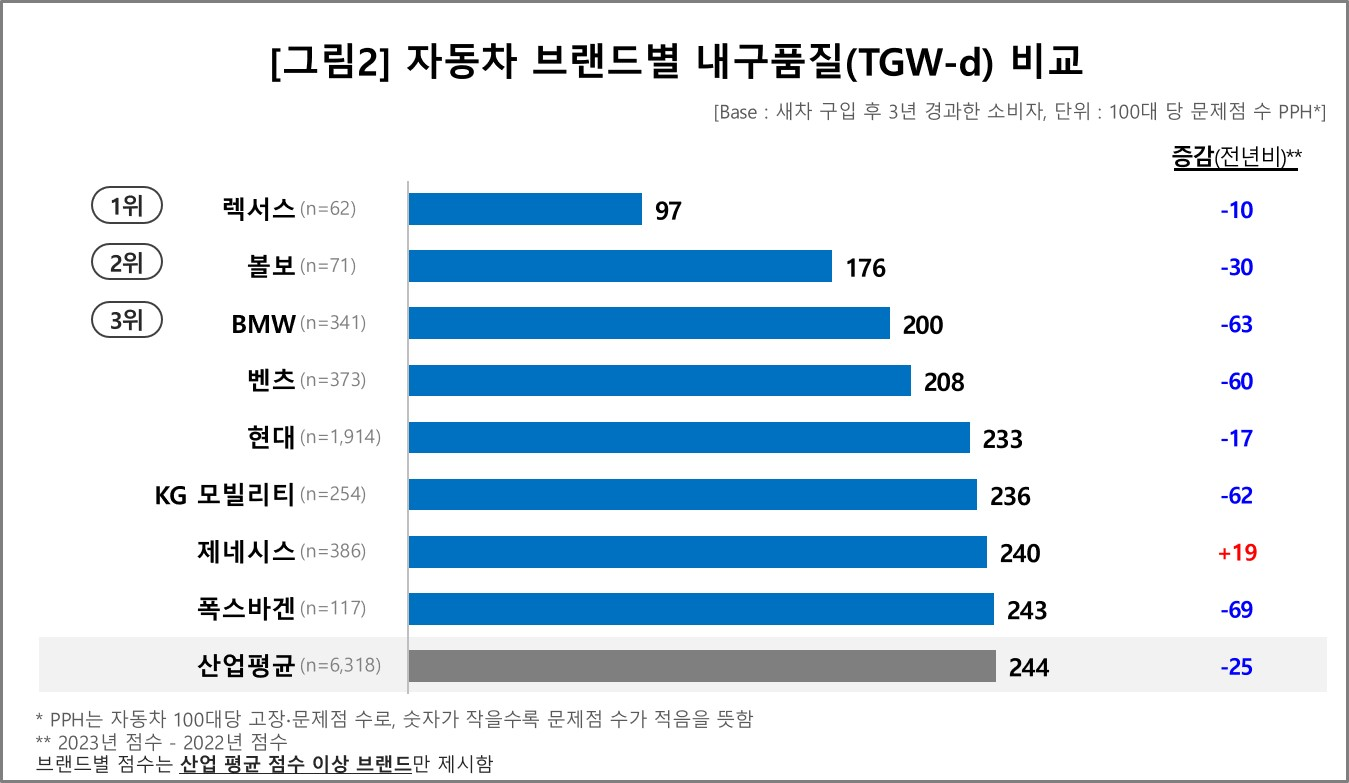 [그림2] 자동차 브랜드별 내구품질(TGW-d) 비교
[Base : 새차 구입 후 3년 경과한 소비자, 단위 : 100대 당 문제점 수 PPH*]
증감(전년비)**
1위 렉서스 (n=62) 97 -10
2위 볼보 (n=71) 176 -30
3위 BMW (n=341) 200 -63
벤츠 (n=373) 208 -60
현대 (n=1,914) 233 -17
KG 모빌리티 (n=254) 236 -62
제네시스 (n=386) 240 +19
폭스바겐 (n=117) 243 -69
산업평균 (n=6,318) 244 -25
* PPH는 자동차 100대당 고장·문제점 수로, 숫자가 작을수록 문제점 수가 적음을 뜻함
** 2023년 점수 - 2022년 점수
브랜드별 점수는 산업 평균 점수 이상 브랜드만 제시함